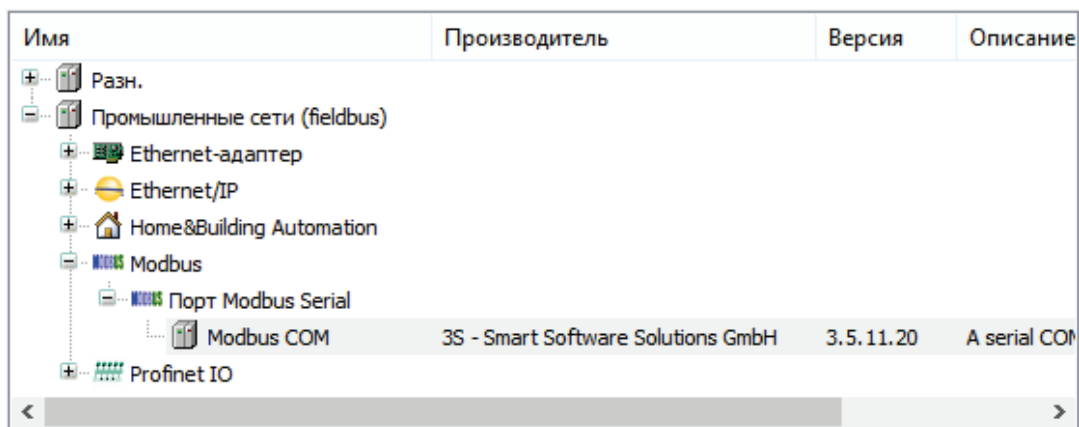 Имя Производитель Версия Описание
Разн.
Промышленные сети (fieldbus)
Ethernet-адаптер
Ethernet/IP
Home&Building Automation
Modbus
Порт Modbus Serial
Modbus COM 3S - Smart Software Solutions GmbH 3.5.11.20 A serial COM
Profinet IO